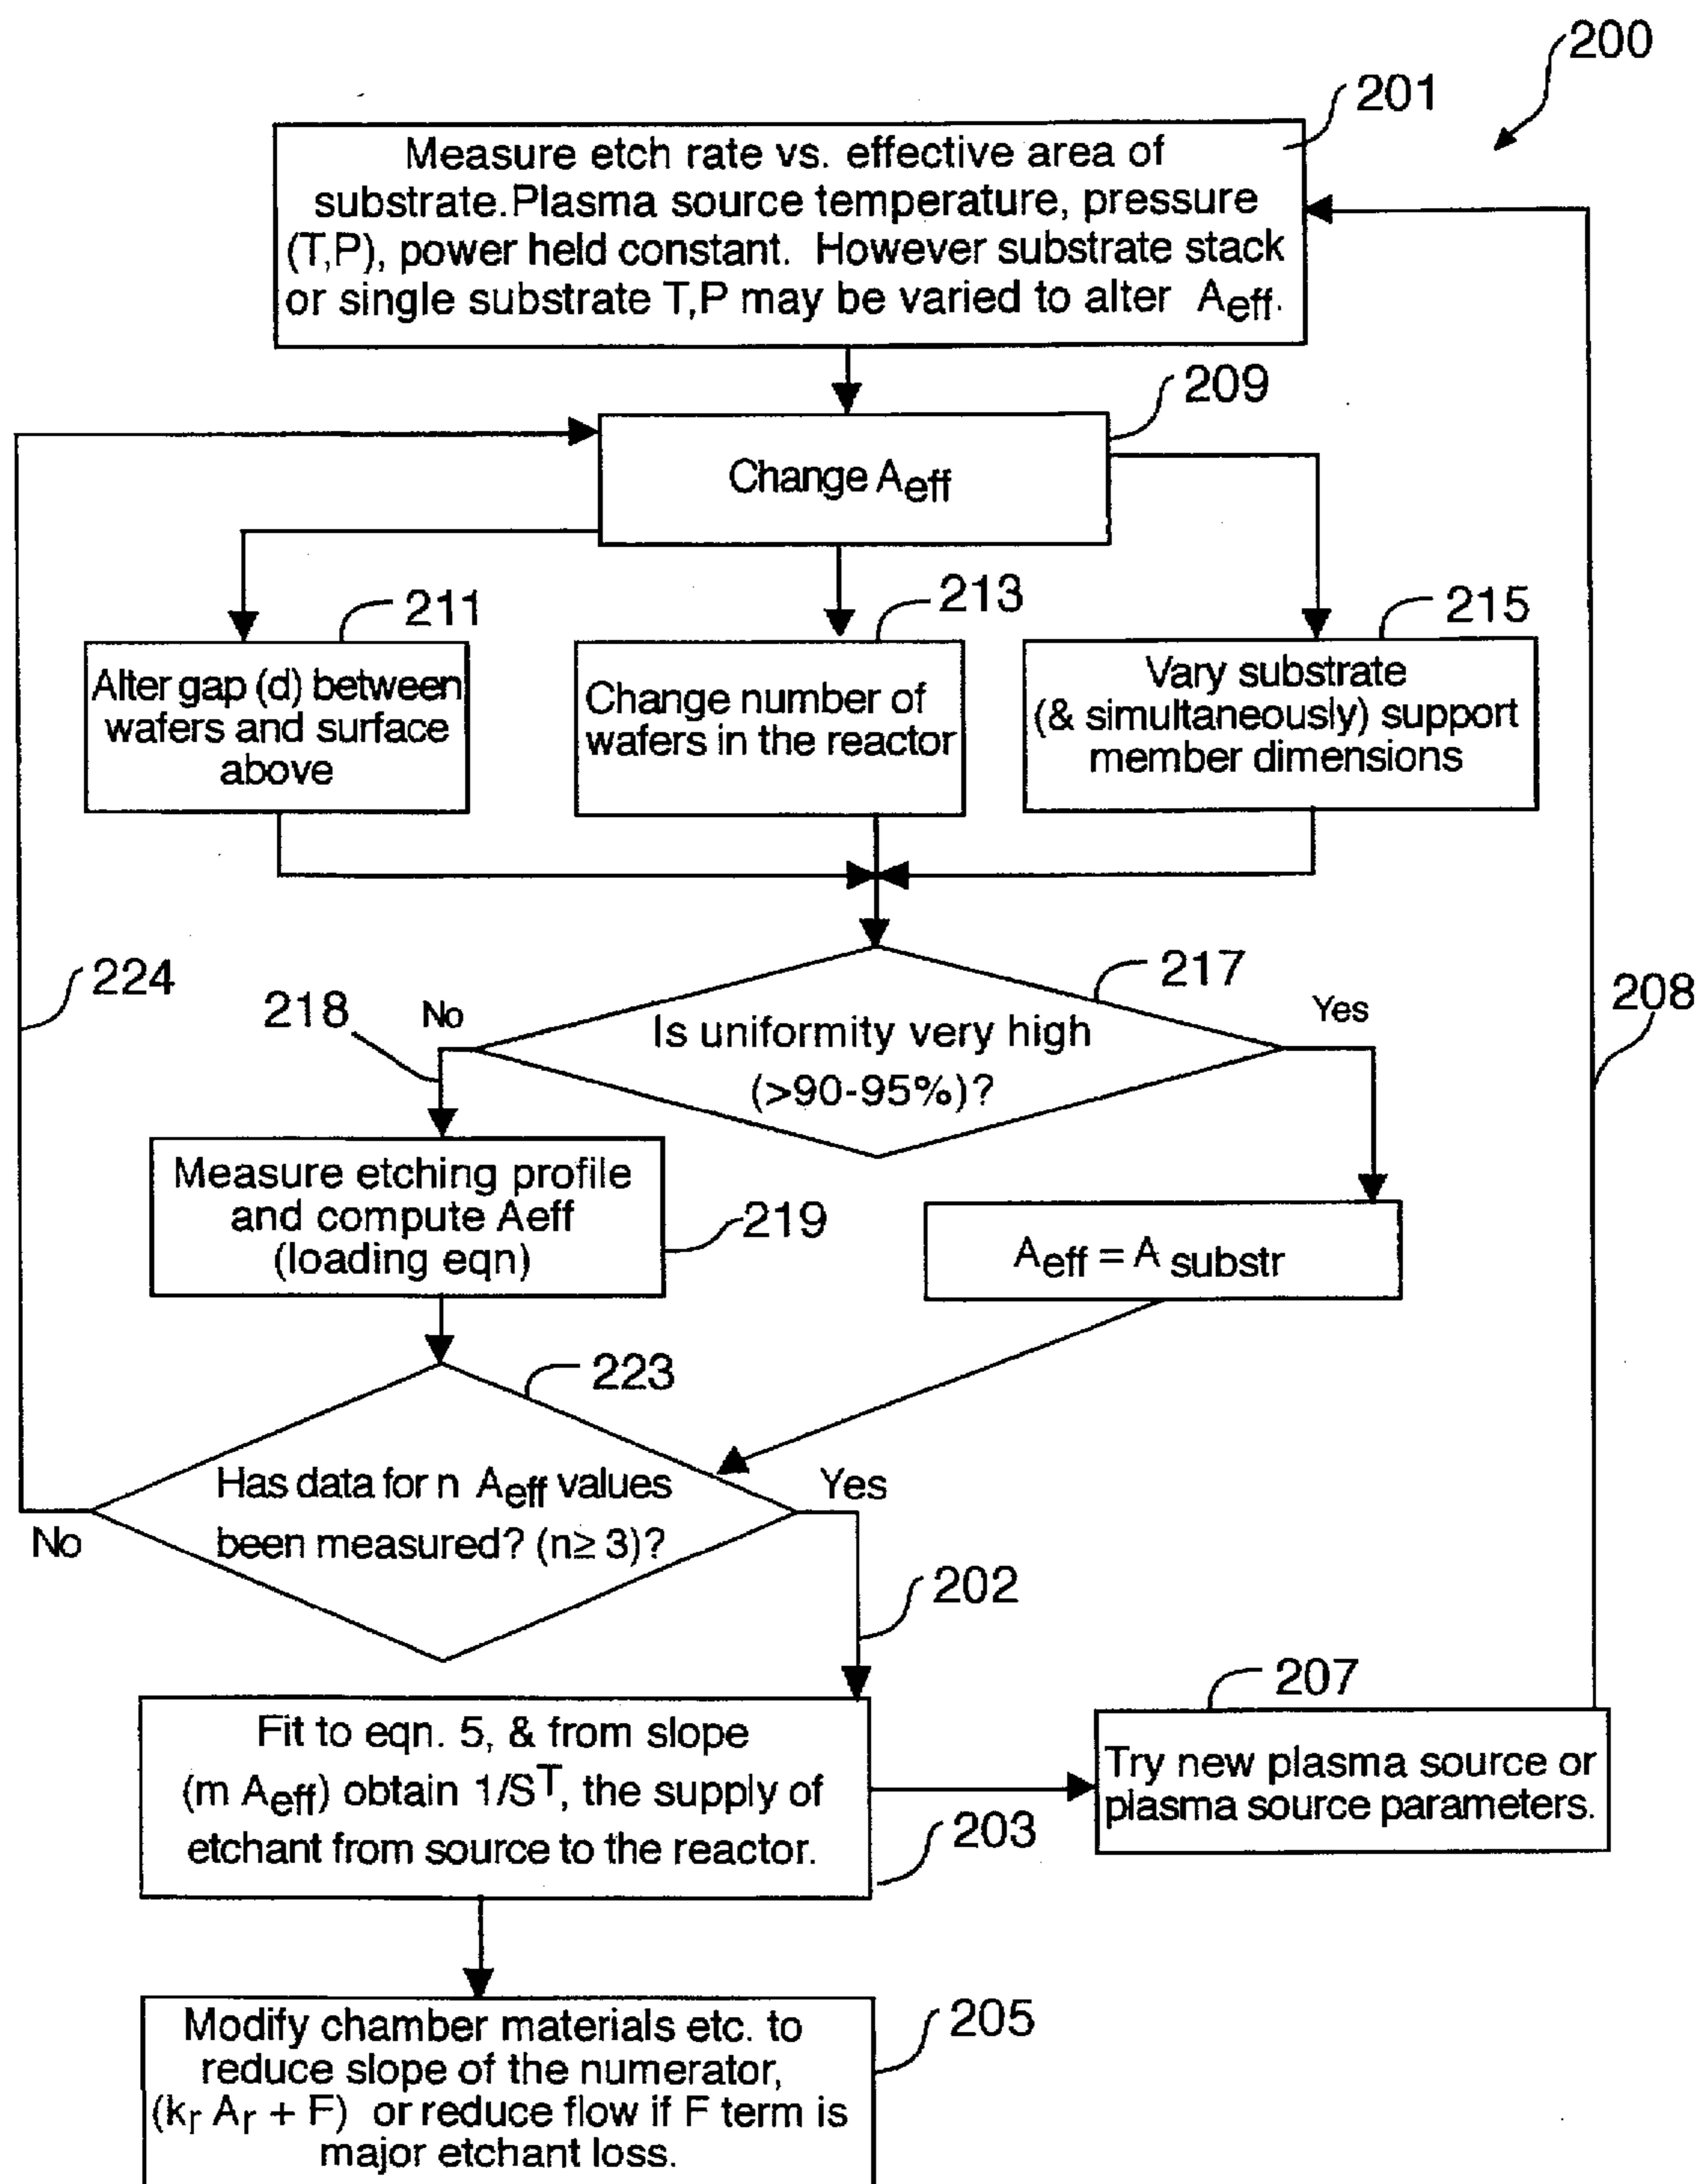 200
201
Measure etch rate vs. effective area of
substrate.Plasma source temperature, pressure
(T,P), power held constant. However substrate stack
or single substrate T,P may be varied to alter Aeff.
209
Change Aeff
211
213
215
Alter gap (d) between
wafers and surface
above
Change number of
wafers in the reactor
Vary substrate
(& simultaneously) support
member dimensions
224
218
No
217
Yes
208
Is uniformity very high
(>90-95%)?
Measure etching profile
and compute Aeff
(loading eqn)
219
Aeff = A substr
223
Has data for n Aeff values
been measured? (n≥ 3)?
Yes
No
202
207
Fit to eqn. 5, & from slope
(m Aeff) obtain 1/S^T, the supply of
etchant from source to the reactor.
203
Try new plasma source or
plasma source parameters.
205
Modify chamber materials etc. to
reduce slope of the numerator,
(kr Ar + F) or reduce flow if F term is
major etchant loss.